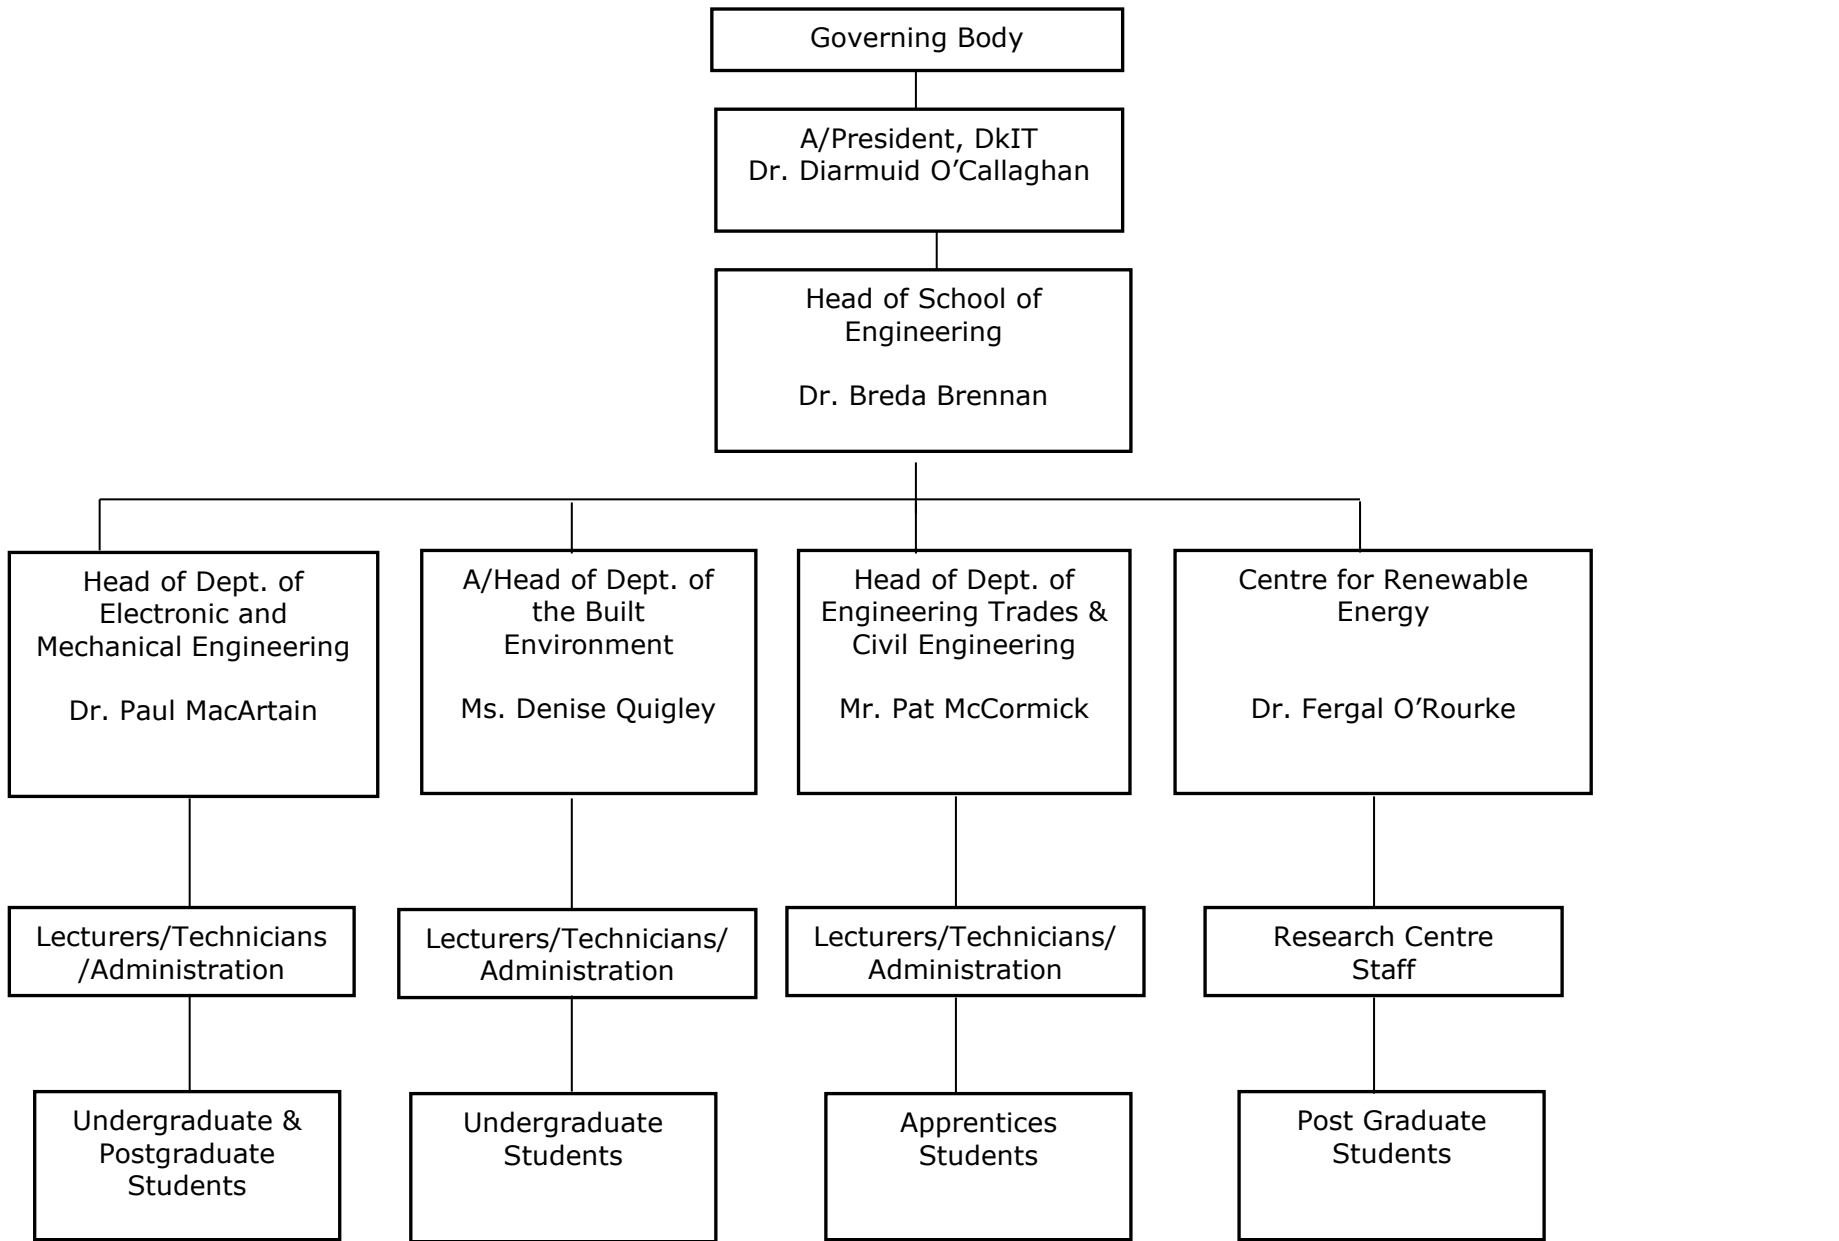 Governing Body
A/President, DkIT
Dr. Diarmuid O’Callaghan
Head of School of
Engineering
Dr. Breda Brennan
Head of Dept. of
Electronic and
Mechanical Engineering
Dr. Paul MacArtain
A/Head of Dept. of
the Built
Environment
Ms. Denise Quigley
Head of Dept. of
Engineering Trades &
Civil Engineering
Mr. Pat McCormick
Centre for Renewable
Energy
Dr. Fergal O’Rourke
Lecturers/Technicians
/Administration
Lecturers/Technicians/
Administration
Lecturers/Technicians/
Administration
Research Centre
Staff
Undergraduate &
Postgraduate
Students
Undergraduate
Students
Apprentices
Students
Post Graduate
Students